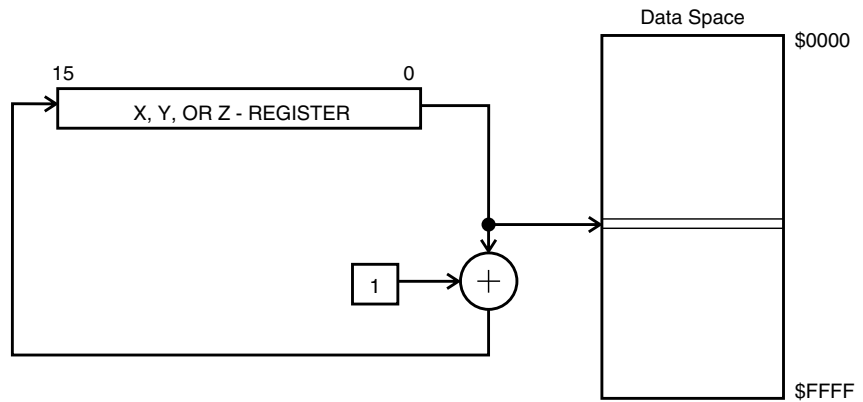 Data Space
$0000
15
0
X, Y, OR Z - REGISTER
1
+
$FFFF